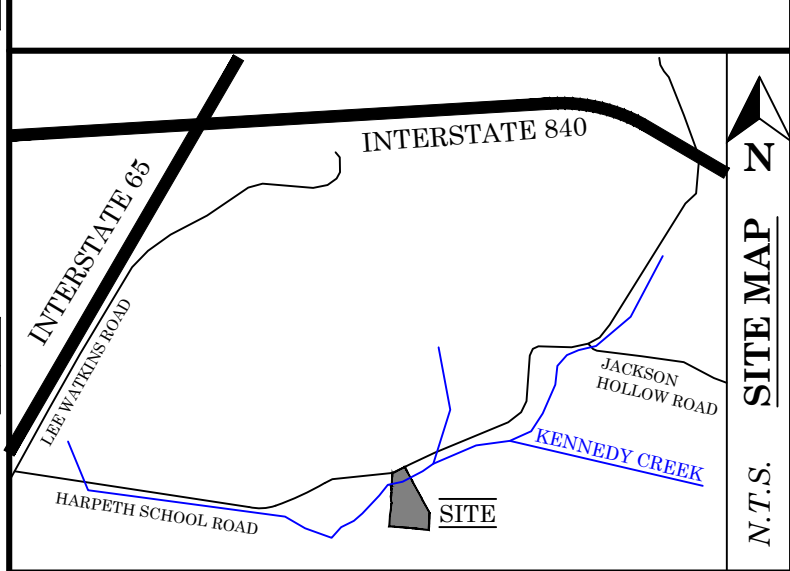 INTERSTATE 840
INTERSTATE 65
LEE WATKINS ROAD
JACKSON
HOLLOW ROAD
KENNEDY CREEK
HARPETH SCHOOL ROAD
SITE
N
SITE MAP
N.T.S.